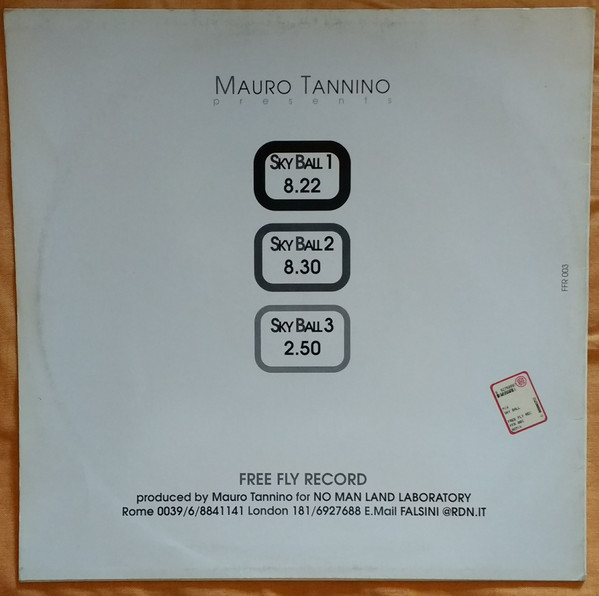 MAURO TANNINO
presents
SKY BALL 1
8.22
SKY BALL 2
8.30
SKY BALL 3
2.50
FFR 003
FREE FLY RECORD
produced by Mauro Tannino for NO MAN LAND LABORATORY
Rome 0039/6/8841141 London 181/6927688 E.Mail FALSINI @RDN.IT